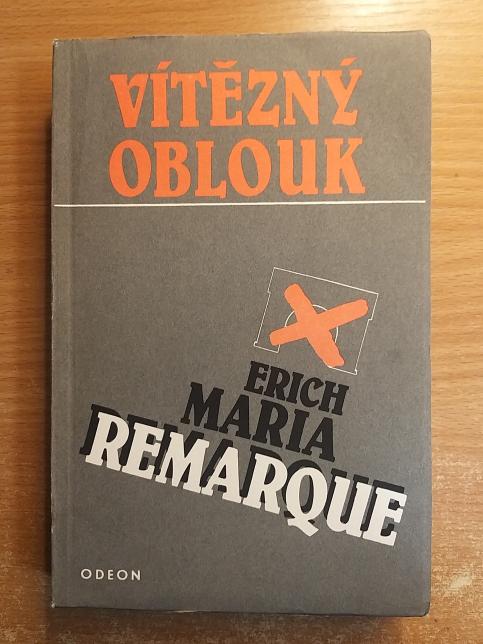 VÍTĚZNÝ
OBLOUK
ERICH
MARIA
REMARQUE
ODEON